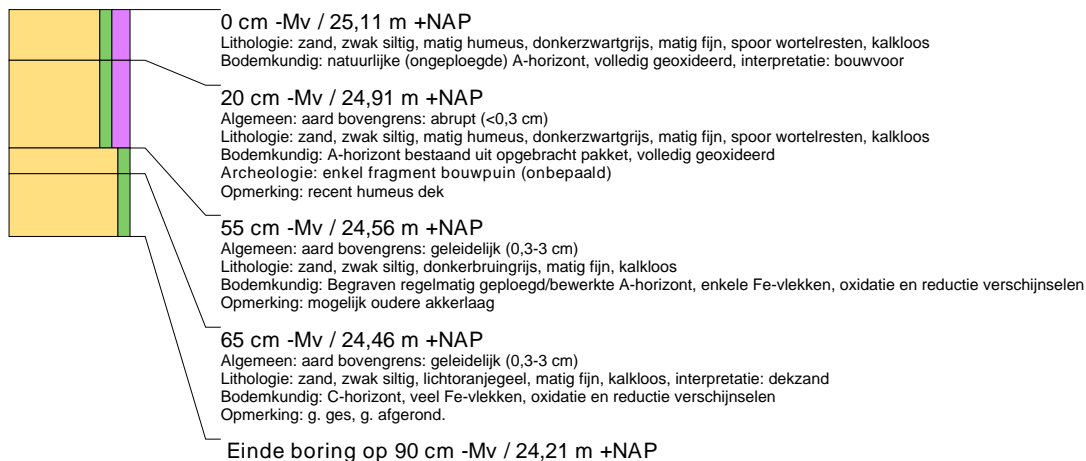 0 cm -Mv / 25,11 m +NAP
Lithologie: zand, zwak siltig, matig humeus, donkerzwartgrijs, matig fijn, spoor wortelresten, kalkloos
Bodemkundig: natuurlijke (ongeploegde) A-horizont, volledig geoxideerd, interpretatie: bouwvoor
20 cm -Mv / 24,91 m +NAP
Algemeen: aard bovengrens: abrupt (<0,3 cm)
Lithologie: zand, zwak siltig, matig humeus, donkerzwartgrijs, matig fijn, spoor wortelresten, kalkloos
Bodemkundig: A-horizont bestaand uit opgebracht pakket, volledig geoxideerd
Archeologie: enkel fragment bouwpuin (onbepaald)
Opmerking: recent humeus dek
55 cm -Mv / 24,56 m +NAP
Algemeen: aard bovengrens: geleidelijk (0,3-3 cm)
Lithologie: zand, zwak siltig, donkerbruingrijs, matig fijn, kalkloos
Bodemkundig: Begraven regelmatig geploegd/bewerkte A-horizont, enkele Fe-vlekken, oxidatie en reductie verschijnselen
Opmerking: mogelijk oudere akkerlaag
65 cm -Mv / 24,46 m +NAP
Algemeen: aard bovengrens: geleidelijk (0,3-3 cm)
Lithologie: zand, zwak siltig, lichtoranjegeel, matig fijn, kalkloos, interpretatie: dekzand
Bodemkundig: C-horizont, veel Fe-vlekken, oxidatie en reductie verschijnselen
Opmerking: g. ges, g. afgerond.
Einde boring op 90 cm -Mv / 24,21 m +NAP